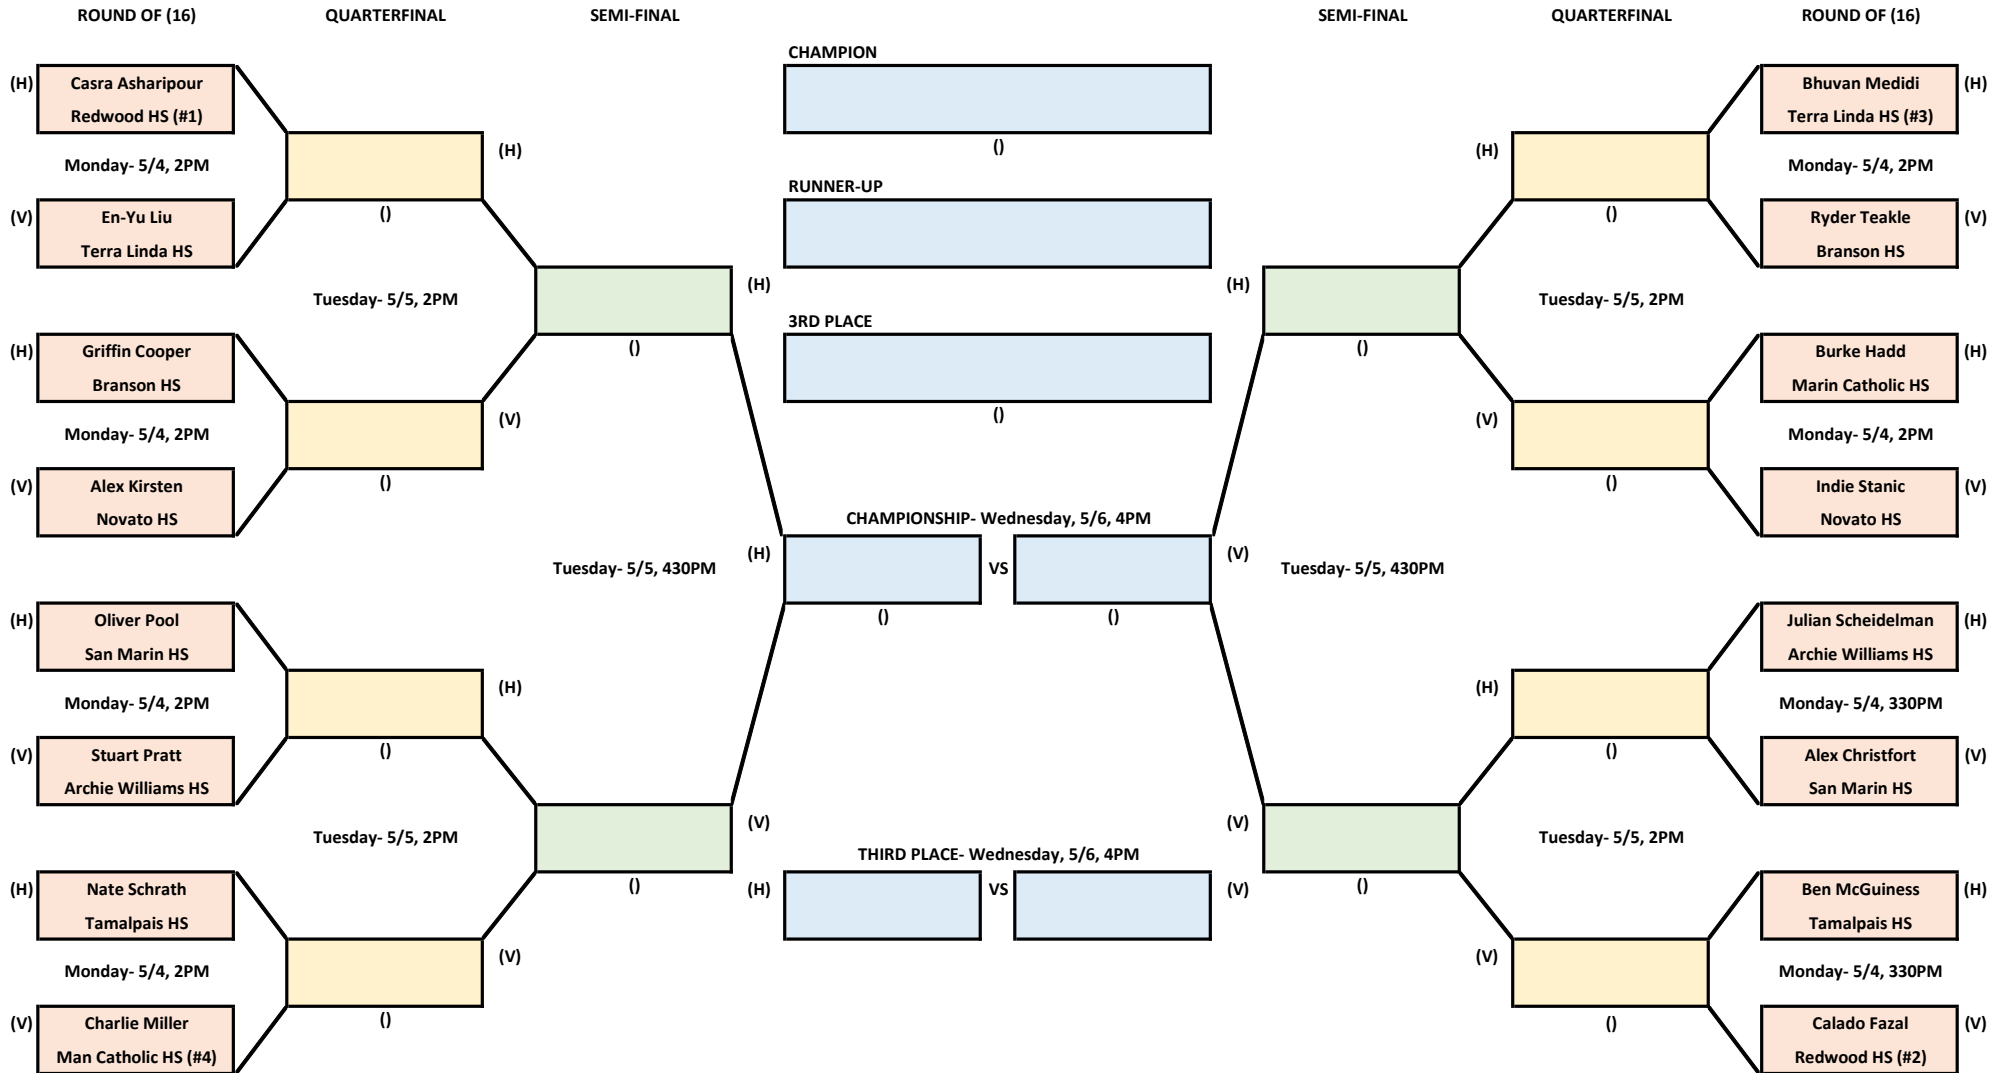 ROUND OF (16) QUARTERFINAL SEMI-FINAL SEMI-FINAL QUARTERFINAL ROUND OF (16)
CHAMPION
(H) Casra Asharipour Bhuvan Medidi (H)
Redwood HS (#1) Terra Linda HS (#3)
() (H) (H)
Monday- 5/4, 2PM Monday- 5/4, 2PM
RUNNER-UP
(V) En-Yu Liu () () Ryder Teakle (V)
Terra Linda HS Branson HS
(H) (H)
Tuesday- 5/5, 2PM Tuesday- 5/5, 2PM
3RD PLACE
(H) Griffin Cooper () () Burke Hadd (H)
Branson HS Marin Catholic HS
() (V) (V)
Monday- 5/4, 2PM Monday- 5/4, 2PM
(V) Alex Kirsten () () Indie Stanic (V)
Novato HS Novato HS
CHAMPIONSHIP- Wednesday, 5/6, 4PM
Tuesday- 5/5, 430PM (H) VS (V) Tuesday- 5/5, 430PM
(H) Oliver Pool () () Julian Scheidelman (H)
San Marin HS Archie Williams HS
(H) (H)
Monday- 5/4, 2PM Monday- 5/4, 330PM
(V) Stuart Pratt () () Alex Christfort (V)
Archie Williams HS San Marin HS
(V) (V)
Tuesday- 5/5, 2PM Tuesday- 5/5, 2PM
THIRD PLACE- Wednesday, 5/6, 4PM
(H) Nate Schrath () (H) VS (V) () Ben McGuiness (H)
Tamalpais HS Tamalpais HS
(V) (V)
Monday- 5/4, 2PM Monday- 5/4, 330PM
(V) Charlie Miller () () Calado Fazal (V)
Man Catholic HS (#4) Redwood HS (#2)